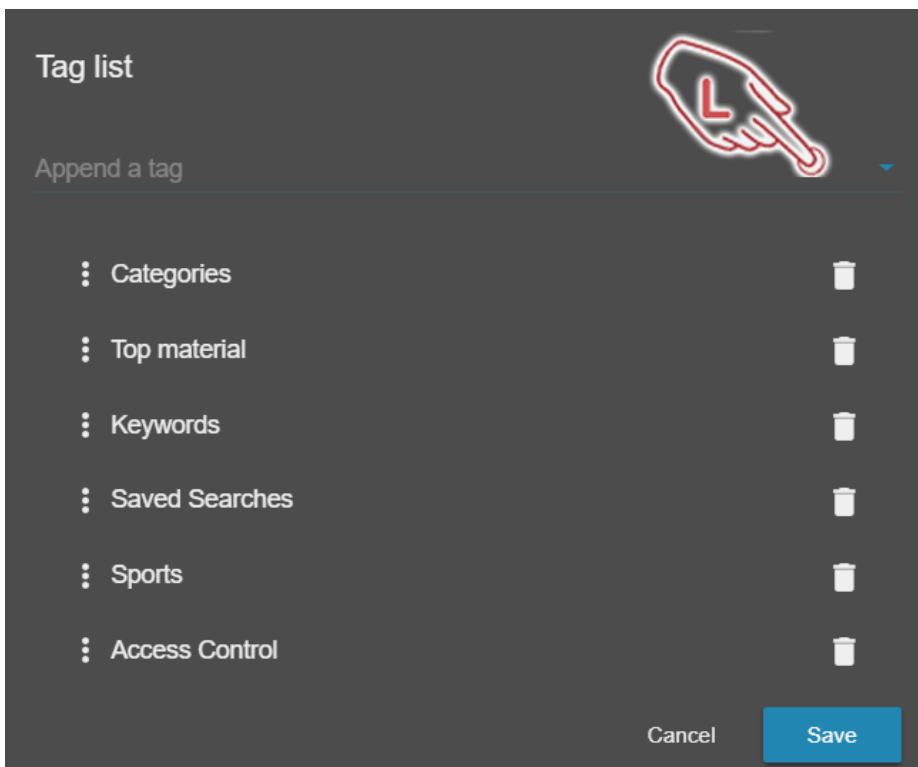 Tag list
L
Append a tag
Categories
Top material
Keywords
Saved Searches
Sports
Access Control
Cancel Save